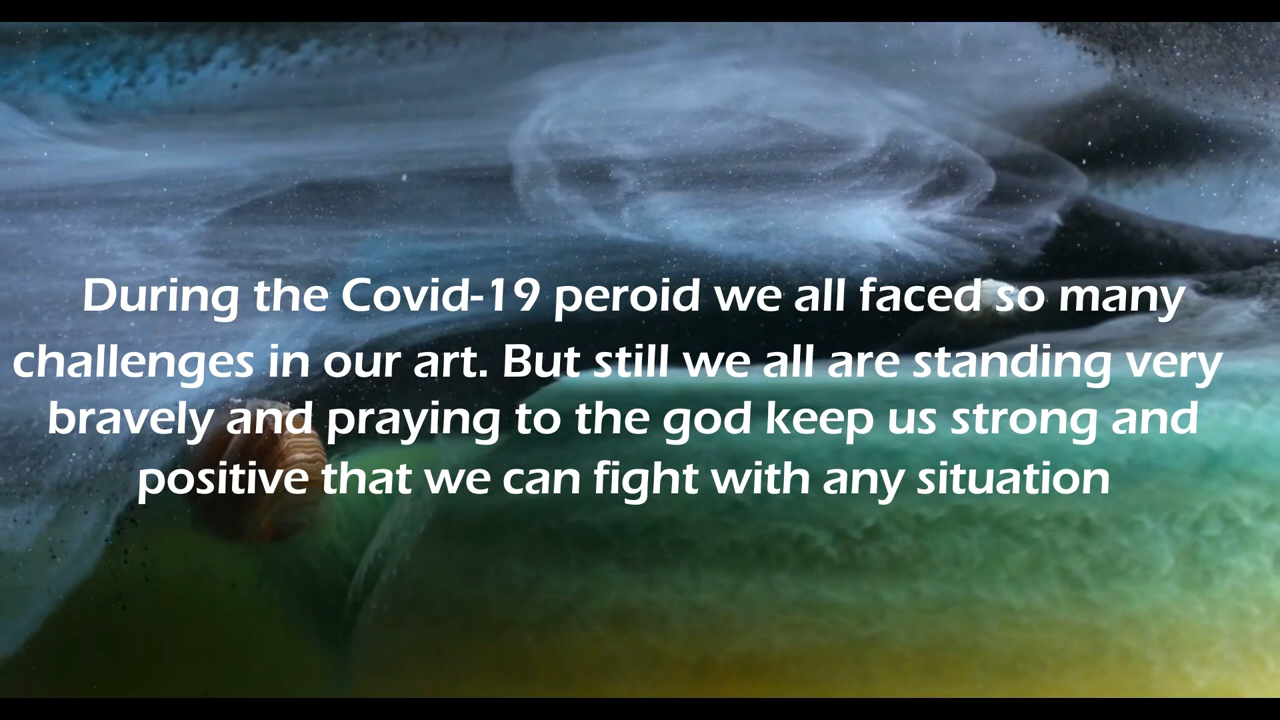 During the Covid-19 peroid we all faced so many
challenges in our art. But still we all are standing very
bravely and praying to the god keep us strong and
positive that we can fight with any situation